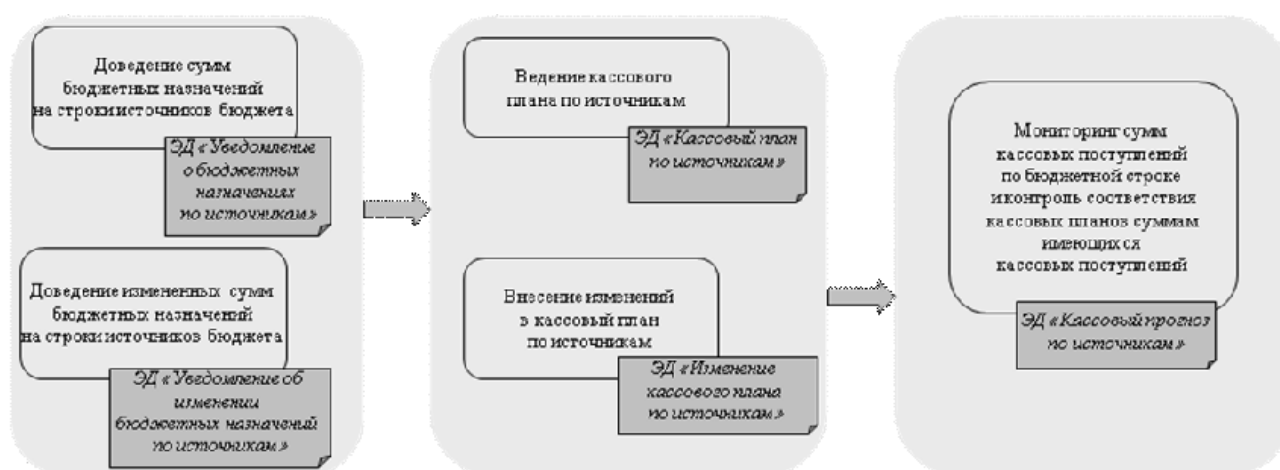 Доведение сумм
бюджетных назначений
на строки источников бюджета
ЭД «Уведомление
о бюджетных
назначениях
по источникам»
Доведение измененных сумм
бюджетных назначений
на строки источников бюджета
ЭД «Уведомление об
изменении
бюджетных назначений
по источникам»
Ведение кассового
плана по источникам
ЭД «Кассовый план
по источникам»
Внесение изменений
в кассовый план
по источникам
ЭД «Изменение
кассового плана
по источникам»
Мониторинг сумм
кассовых поступлений
по бюджетной строке
и контроль соответствия
кассовых планов суммам
имеющихся
кассовых поступлений
ЭД «Кассовый прогноз
по источникам»